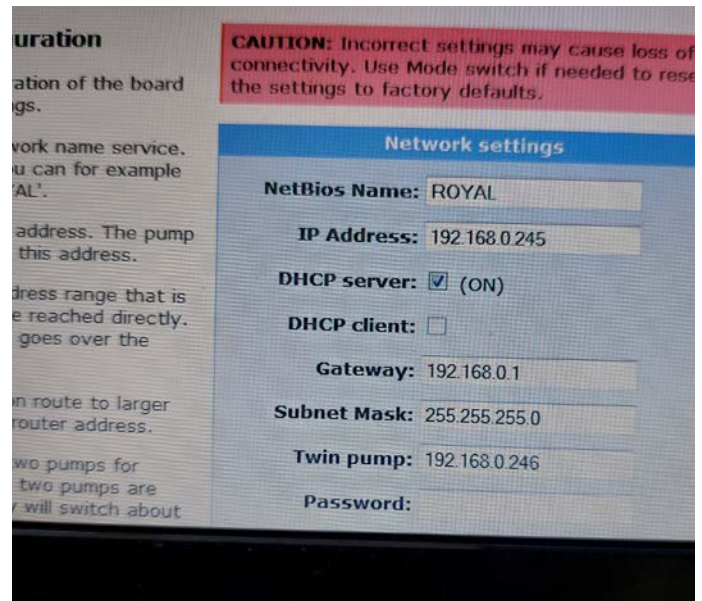 uration
ation of the board
gs.
work name service.
u can for example
AL'.
address. The pump
this address.
dress range that is
e reached directly.
goes over the
on route to larger
router address.
two pumps for
two pumps are
will switch about
CAUTION: Incorrect settings may cause loss of
connectivity. Use Mode switch if needed to rese
the settings to factory defaults.
Network settings
NetBios Name: ROYAL
IP Address: 192.168.0.245
DHCP server: (ON)
DHCP client:
Gateway: 192.168.0.1
Subnet Mask: 255.255.255.0
Twin pump: 192.168.0.246
Password: